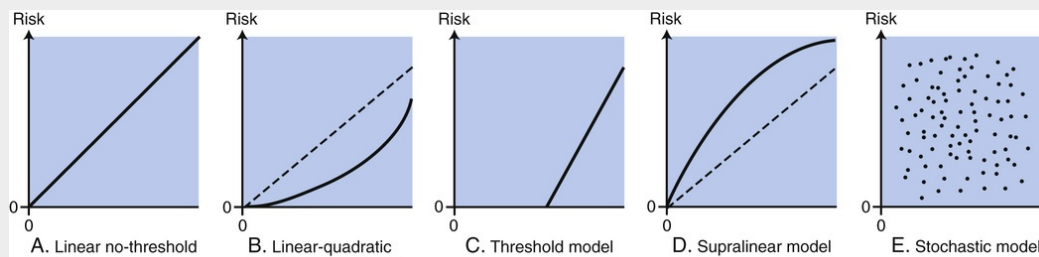 Risk
Risk
Risk
Risk
Risk
0
0
0
0
0
0
0
0
0
0
A. Linear no-threshold
B. Linear-quadratic
C. Threshold model
D. Supralinear model
E. Stochastic model